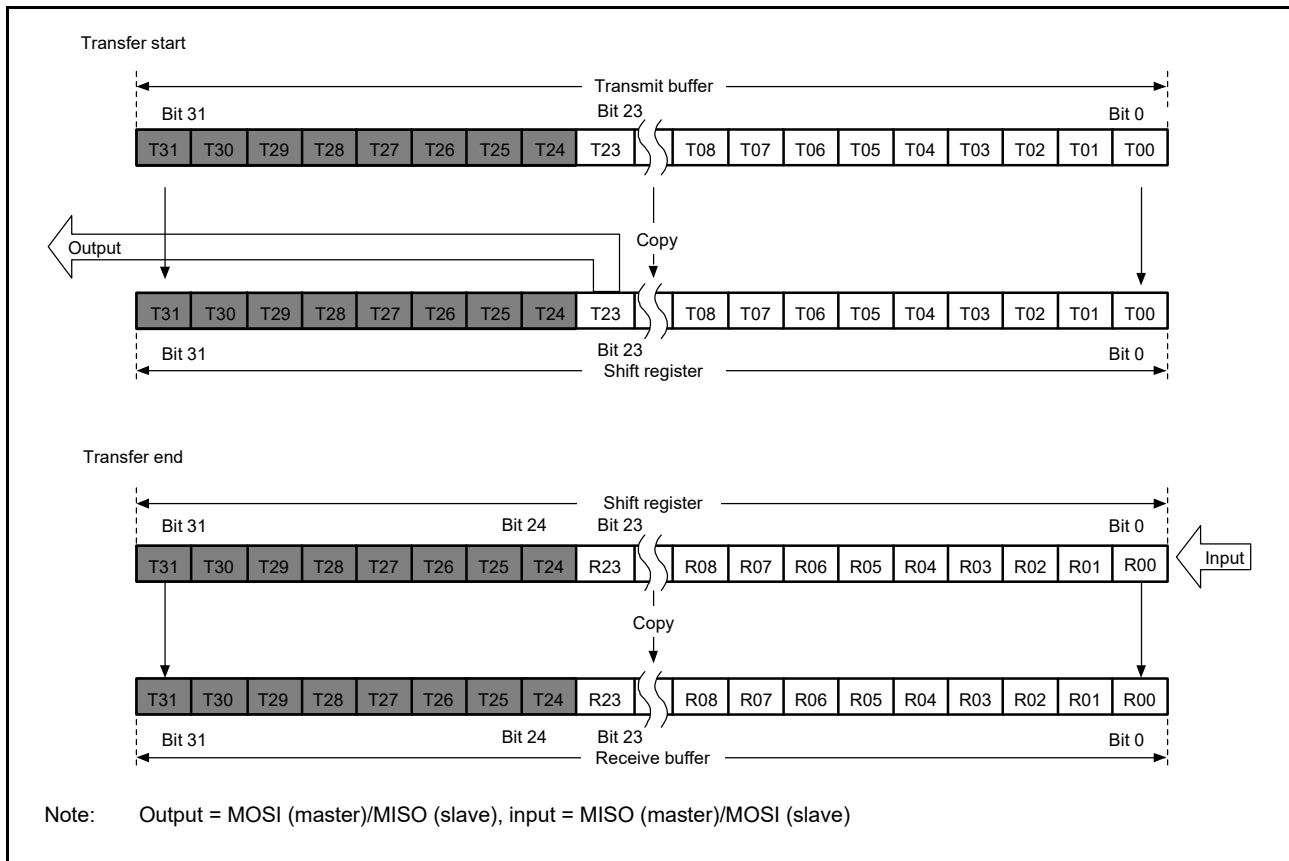 Transfer start
Transmit buffer
Bit 31 Bit 23 Bit 0
T31 T30 T29 T28 T27 T26 T25 T24 T23 T08 T07 T06 T05 T04 T03 T02 T01 T00
Output Copy
T31 T30 T29 T28 T27 T26 T25 T24 T23 T08 T07 T06 T05 T04 T03 T02 T01 T00
Bit 31 Bit 23 Bit 0
Shift register
Transfer end
Shift register
Bit 31 Bit 24 Bit 23 Bit 0
T31 T30 T29 T28 T27 T26 T25 T24 R23 R08 R07 R06 R05 R04 R03 R02 R01 R00 Input
Copy
T31 T30 T29 T28 T27 T26 T25 T24 R23 R08 R07 R06 R05 R04 R03 R02 R01 R00
Bit 31 Bit 24 Bit 23 Bit 0
Receive buffer
Note: Output = MOSI (master)/MISO (slave), input = MISO (master)/MOSI (slave)